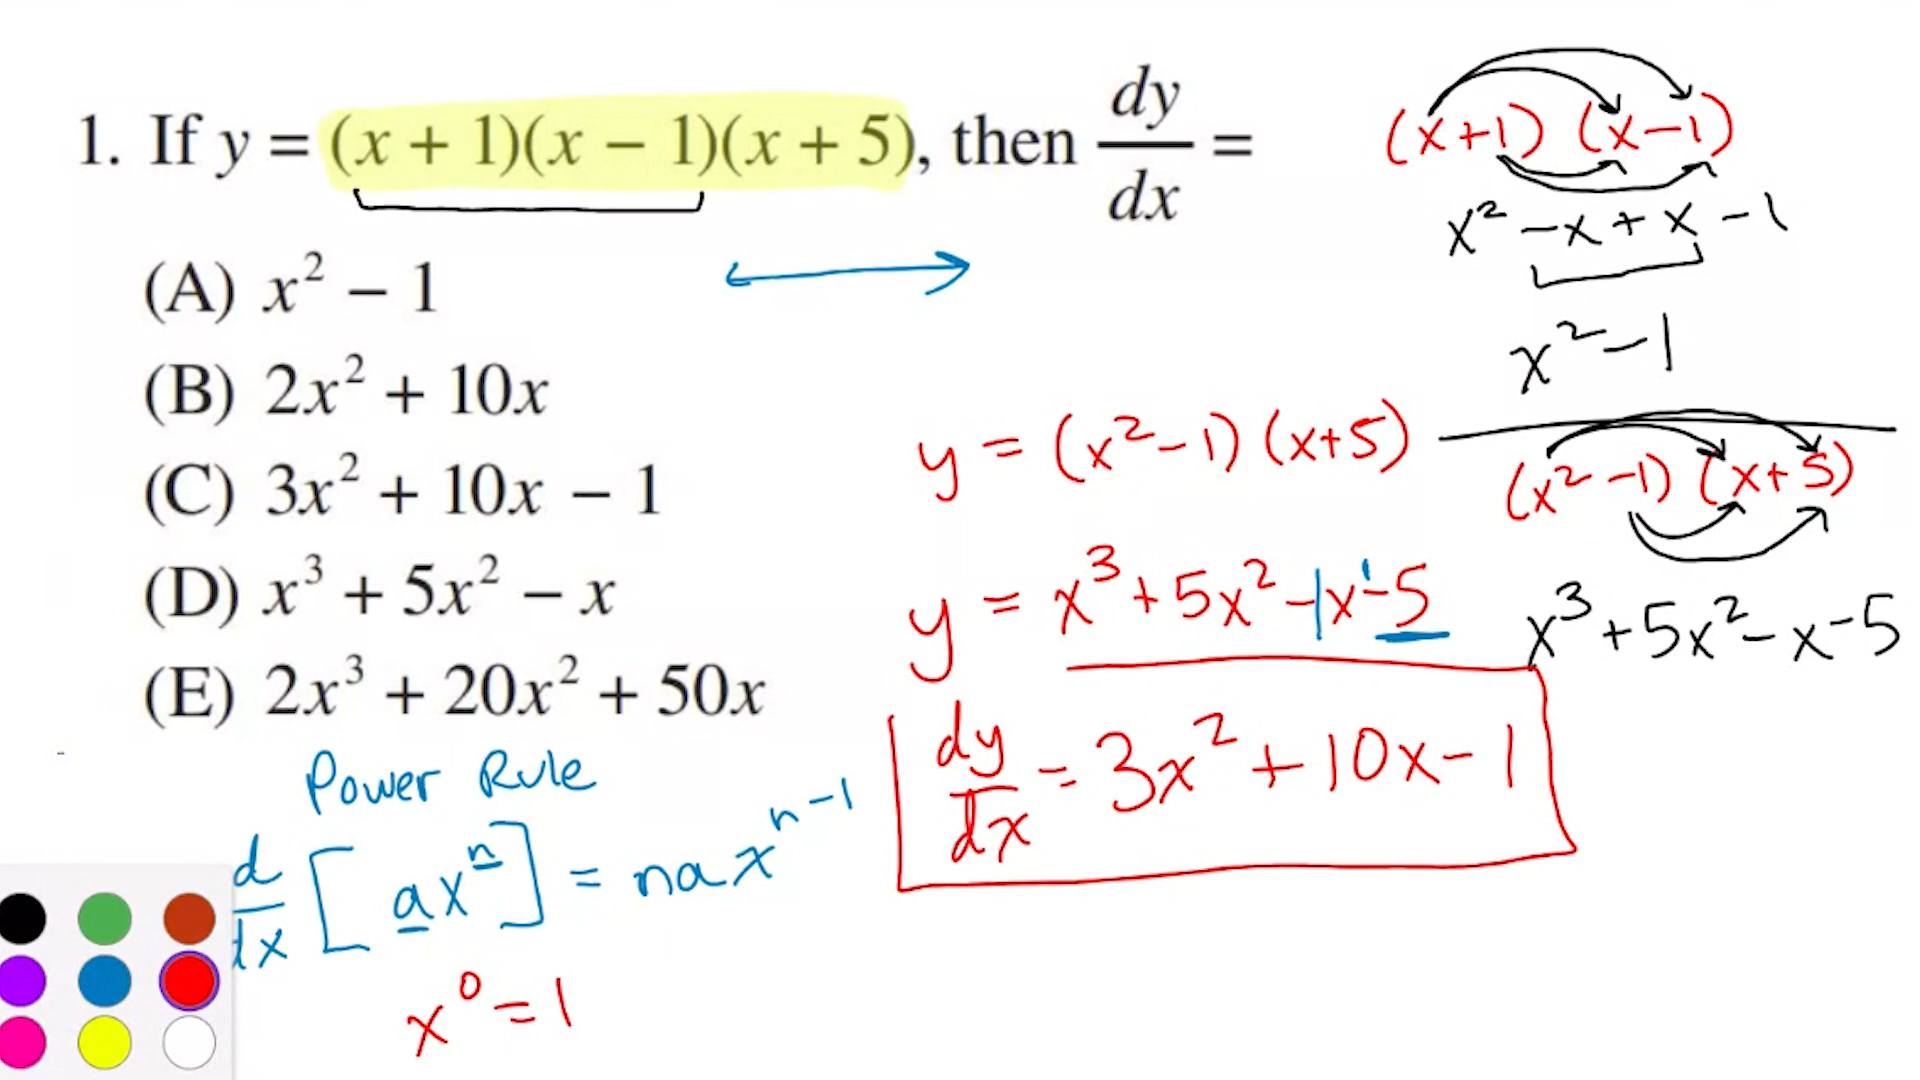 1. If y = (x + 1)(x − 1)(x + 5), then dy/dx =
(A) x² − 1
(B) 2x² + 10x
(C) 3x² + 10x − 1
(D) x³ + 5x² − x
(E) 2x³ + 20x² + 50x
Power Rule
d/dx [axⁿ] = naxⁿ⁻¹
x⁰ = 1
(x+1) (x−1)
x² − x + x − 1
x² − 1
(x² − 1) (x+5)
x³ + 5x² − x − 5
y = (x² − 1) (x+5)
y = x³ + 5x² − 1x¹ − 5
dy/dx = 3x² + 10x − 1